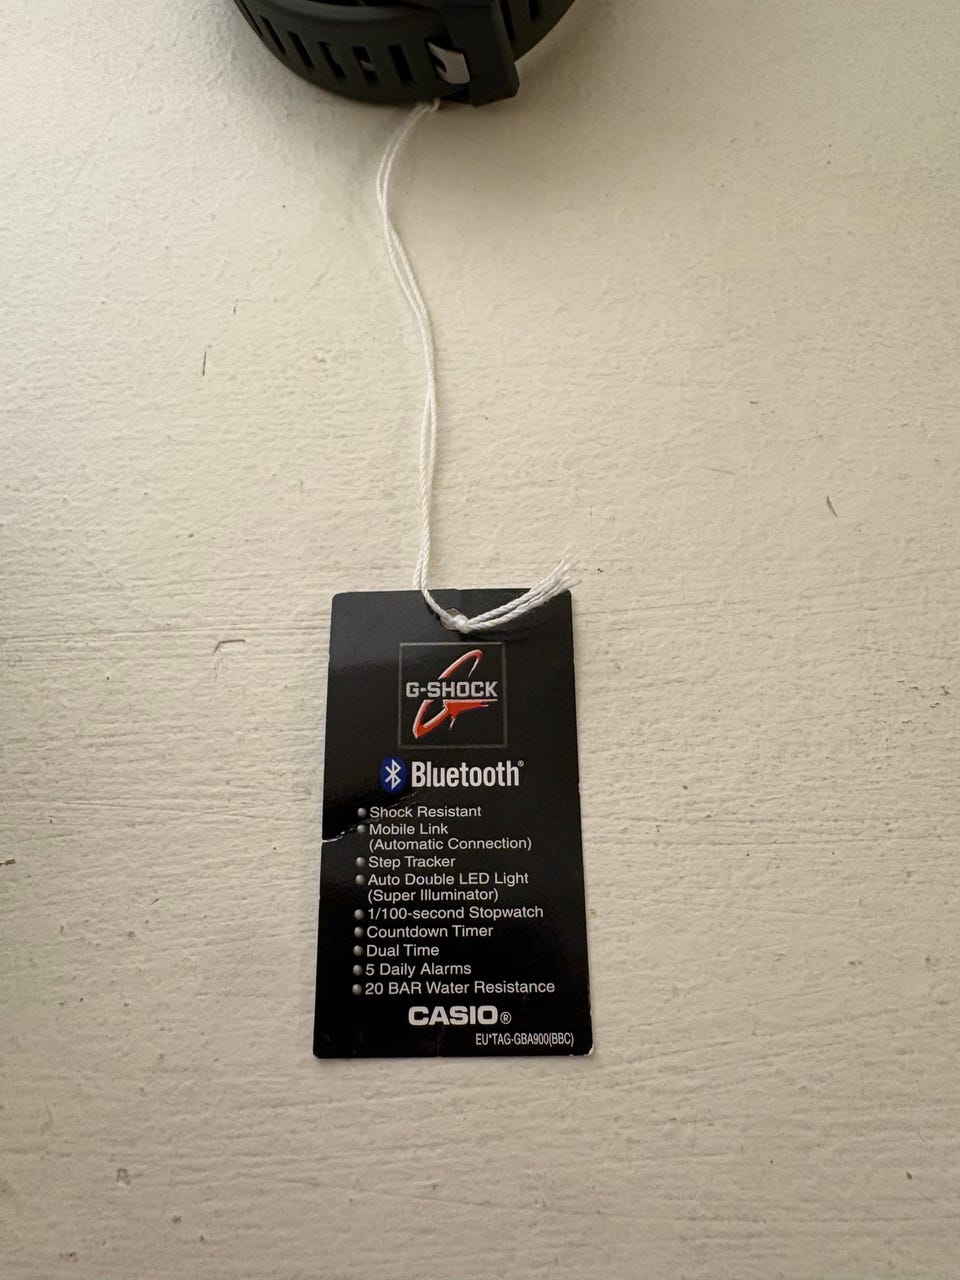 G-SHOCK
Bluetooth®
Shock Resistant
Mobile Link
(Automatic Connection)
Step Tracker
Auto Double LED Light
(Super Illuminator)
1/100-second Stopwatch
Countdown Timer
Dual Time
5 Daily Alarms
20 BAR Water Resistance
CASIO®
EU*TAG-GBA900(BBC)